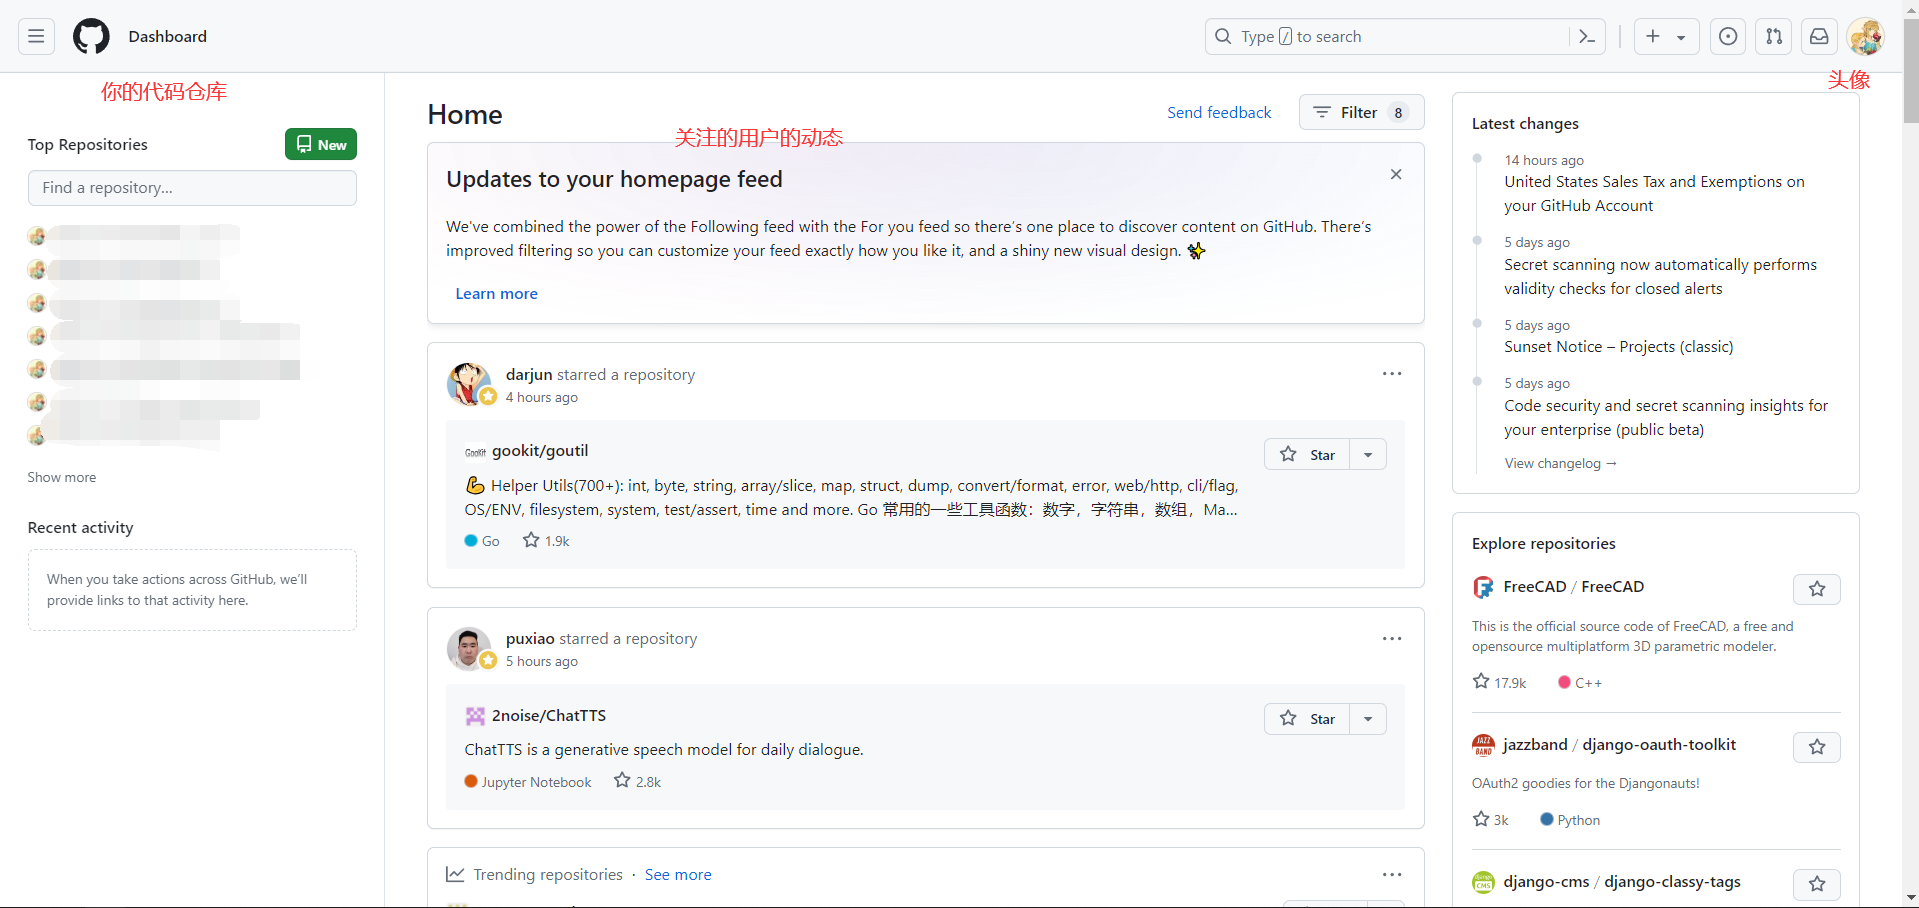 Dashboard
Type / to search
头像
你的代码仓库
Top Repositories
New
Find a repository...
Show more
Recent activity
When you take actions across GitHub, we'll
provide links to that activity here.
Home
Send feedback
Filter 8
关注的用户的动态
Updates to your homepage feed
We've combined the power of the Following feed with the For you feed so there's one place to discover content on GitHub. There's
improved filtering so you can customize your feed exactly how you like it, and a shiny new visual design. ✨
Learn more
darjun starred a repository
4 hours ago
GooKit gookit/goutil
Star
💪 Helper Utils(700+): int, byte, string, array/slice, map, struct, dump, convert/format, error, web/http, cli/flag,
OS/ENV, filesystem, system, test/assert, time and more. Go 常用的一些工具函数：数字，字符串，数组，Ma...
Go 1.9k
puxiao starred a repository
5 hours ago
2noise/ChatTTS
Star
ChatTTS is a generative speech model for daily dialogue.
Jupyter Notebook 2.8k
Trending repositories · See more
Latest changes
14 hours ago
United States Sales Tax and Exemptions on
your GitHub Account
5 days ago
Secret scanning now automatically performs
validity checks for closed alerts
5 days ago
Sunset Notice – Projects (classic)
5 days ago
Code security and secret scanning insights for
your enterprise (public beta)
View changelog →
Explore repositories
FreeCAD / FreeCAD
This is the official source code of FreeCAD, a free and
opensource multiplatform 3D parametric modeler.
17.9k C++
JAZZ BAND jazzband / django-oauth-toolkit
OAuth2 goodies for the Djangonauts!
3k Python
django CMS django-cms / django-classy-tags